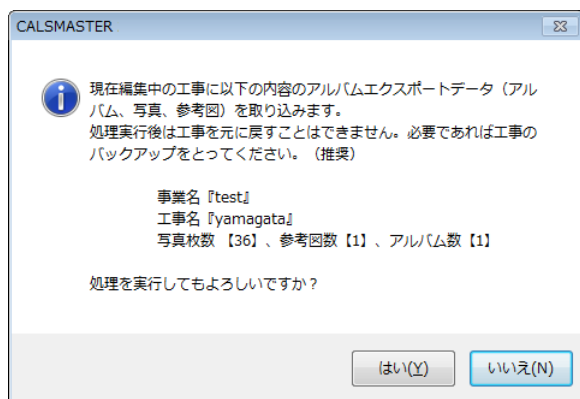 CALSMASTER
現在編集中の工事に以下の内容のアルバムエクスポートデータ（アル
バム、写真、参考図）を取り込みます。
処理実行後は工事を元に戻すことはできません。必要であれば工事の
バックアップをとってください。（推奨）
事業名『test』
工事名『yamagata』
写真枚数 【36】、参考図数【1】、アルバム数【1】
処理を実行してもよろしいですか？
はい(Y)
いいえ(N)